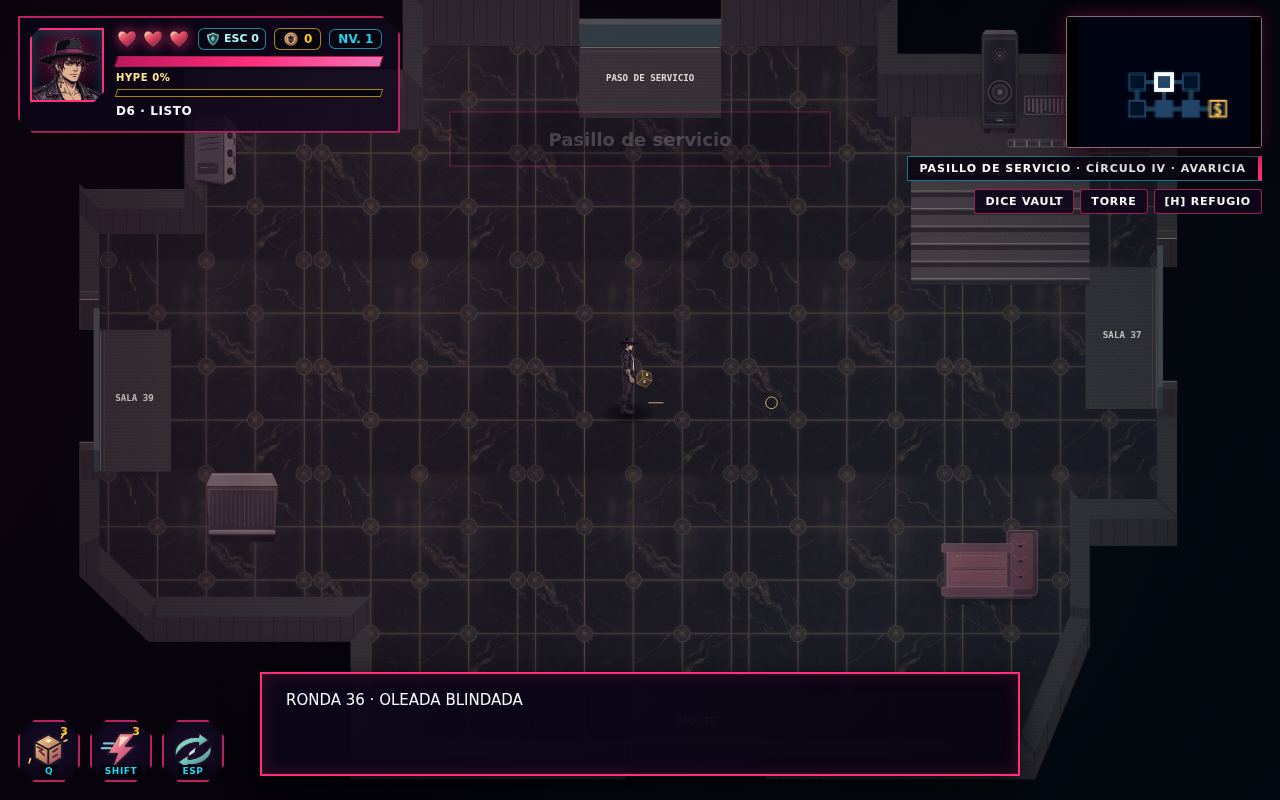 ESC 0
0
NV. 1
HYPE 0%
D6 · LISTO
PASO DE SERVICIO
Pasillo de servicio
$
PASILLO DE SERVICIO · CÍRCULO IV · AVARICIA
DICE VAULT
TORRE
[H] REFUGIO
SALA 37
SALA 39
RONDA 36 · OLEADA BLINDADA
3
Q
3
SHIFT
ESP